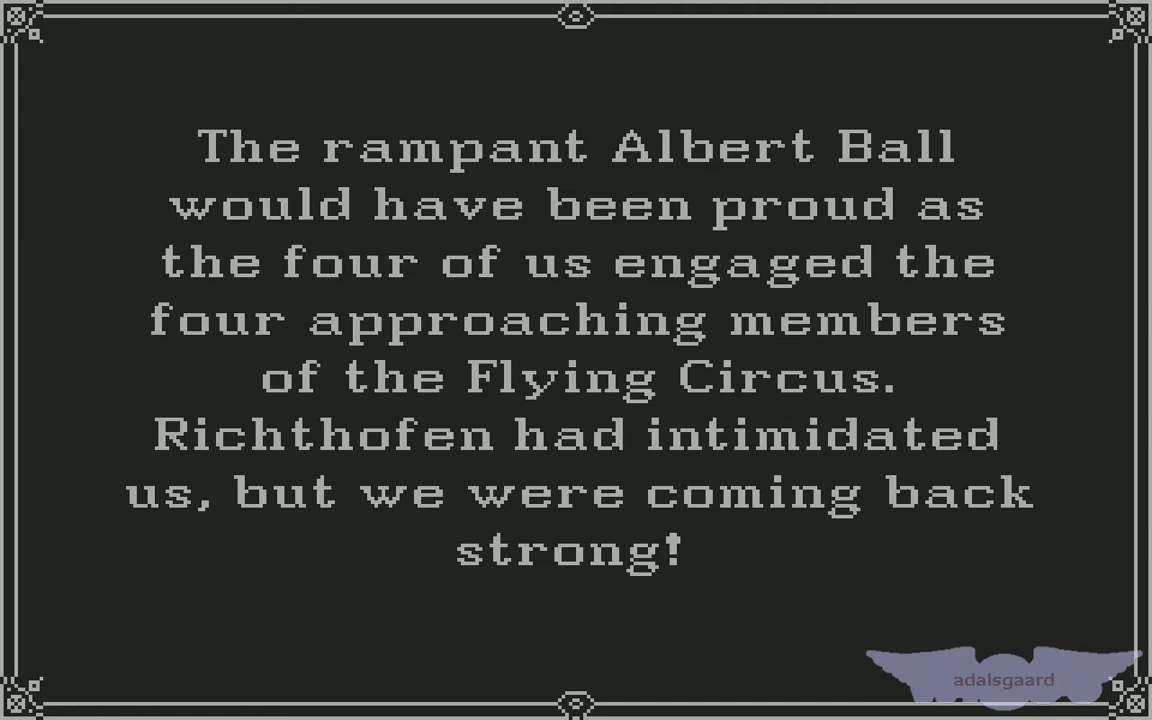 The rampant Albert Ball
would have been proud as
the four of us engaged the
four approaching members
of the Flying Circus.
Richthofen had intimidated
us, but we were coming back
strong!
adalsgaard